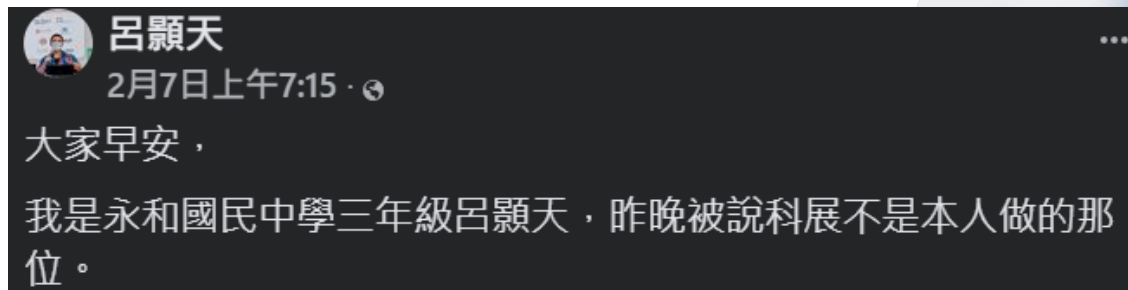 呂顥天
2月7日上午7:15 ·
大家早安，
我是永和國民中學三年級呂顥天，昨晚被說科展不是本人做的那
位。